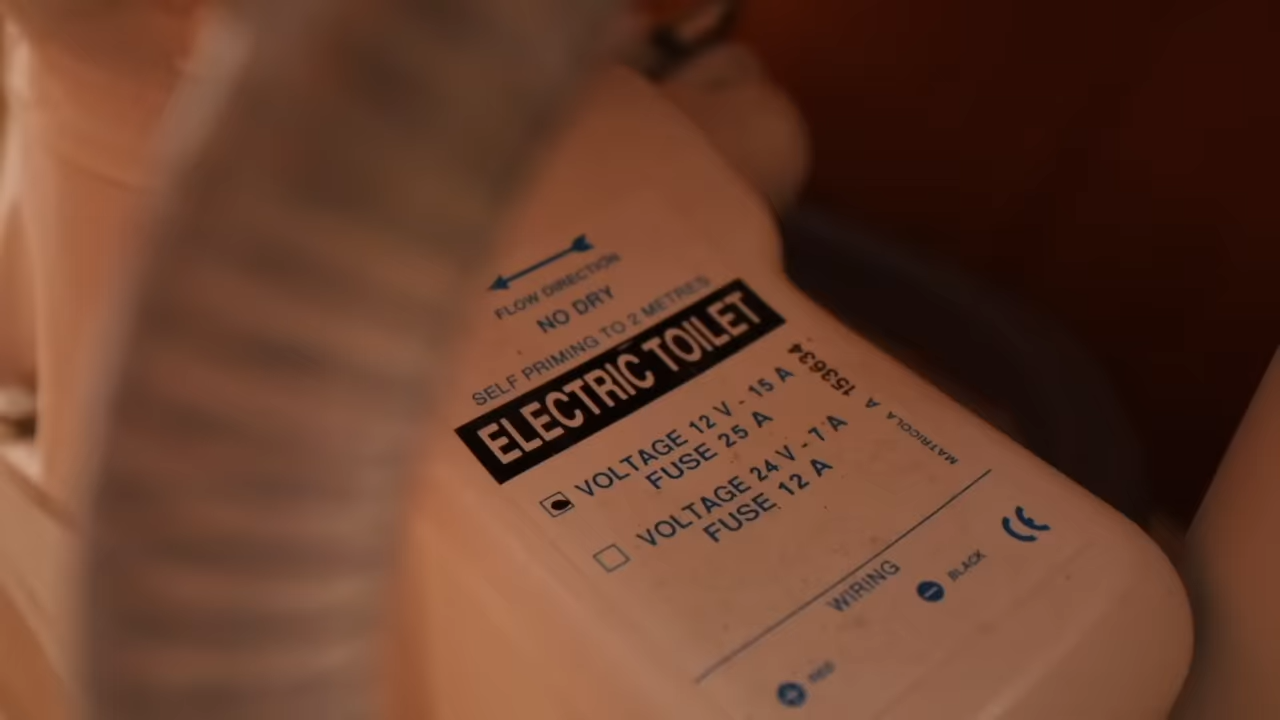 FLOW DIRECTION
NO DRY
SELF PRIMING TO 2 METRES
ELECTRIC TOILET
VOLTAGE 12 V - 15 A
FUSE 25 A
VOLTAGE 24 V - 7 A
FUSE 12 A
MATRICOLA A 153634
WIRING
- BLACK
CE
+ RED